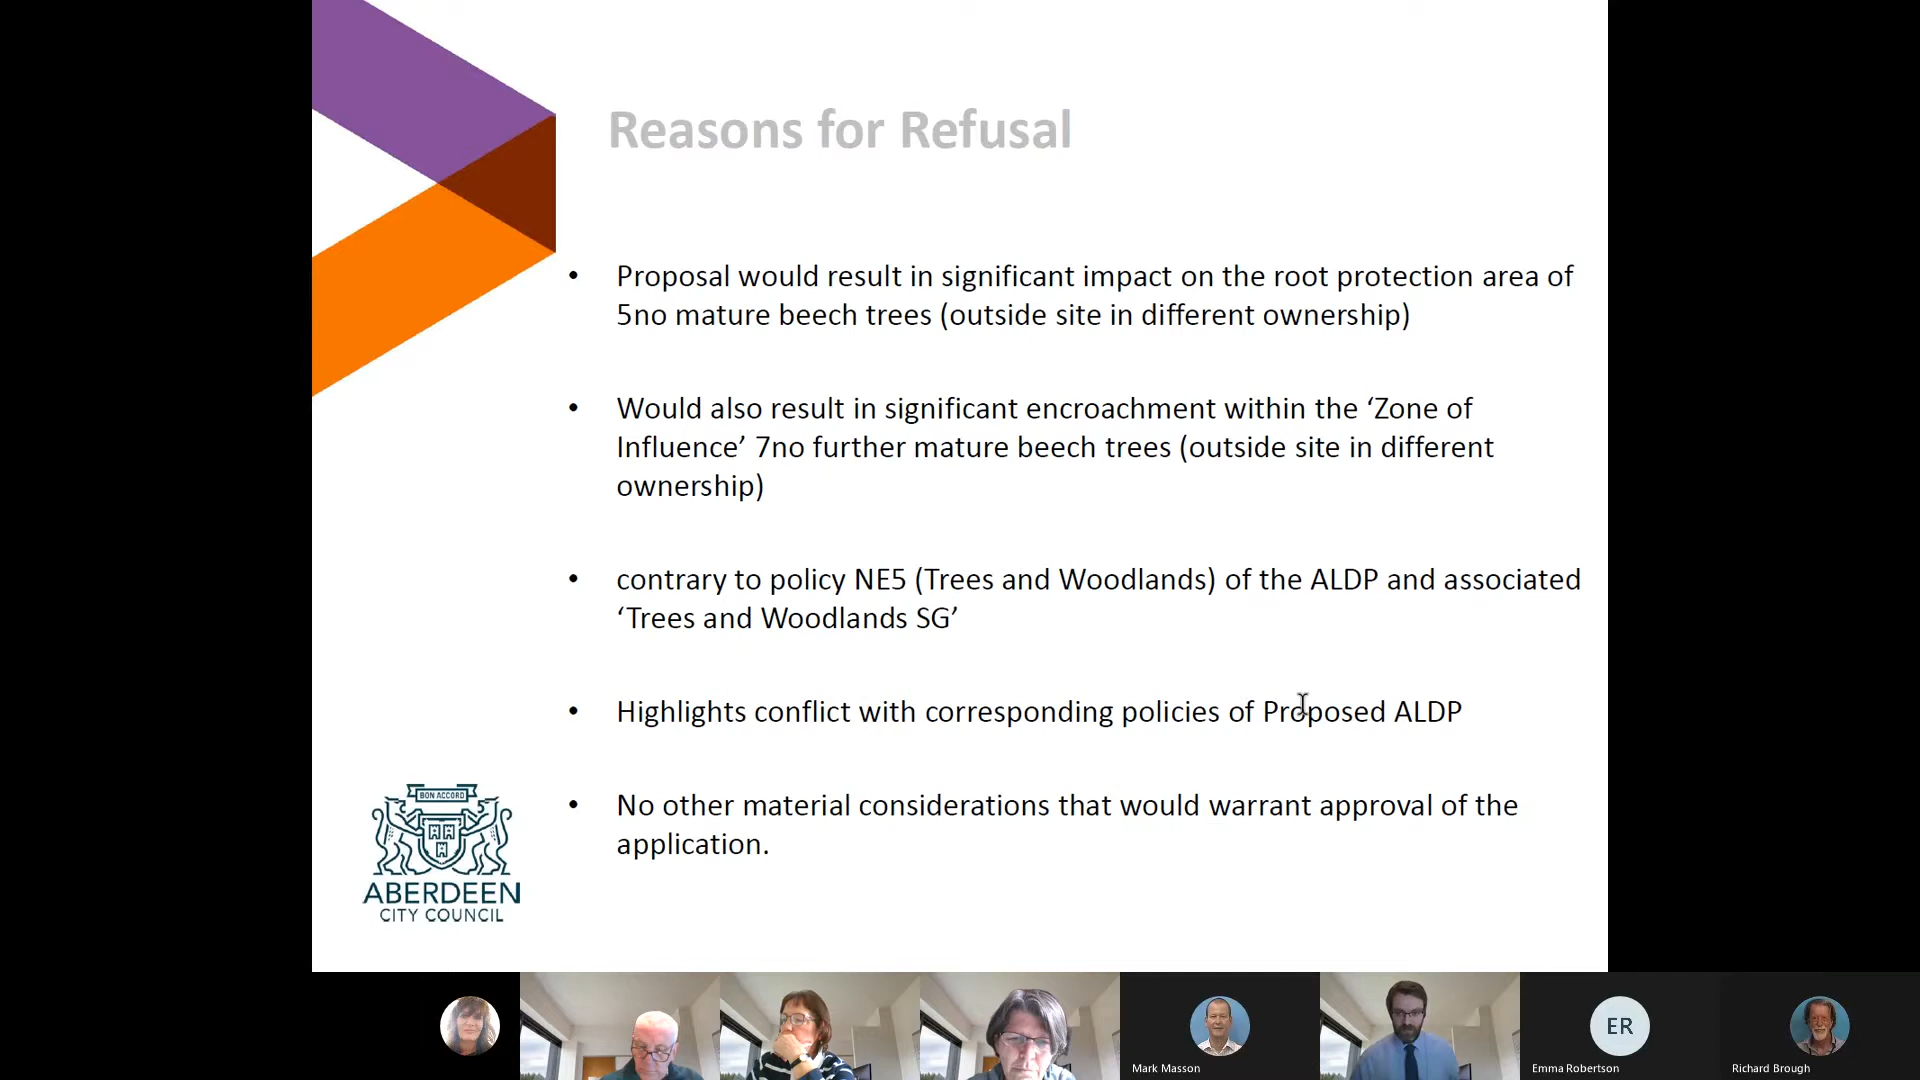 Reasons for Refusal
• Proposal would result in significant impact on the root protection area of
5no mature beech trees (outside site in different ownership)
• Would also result in significant encroachment within the ‘Zone of
Influence’ 7no further mature beech trees (outside site in different
ownership)
• contrary to policy NE5 (Trees and Woodlands) of the ALDP and associated
‘Trees and Woodlands SG’
• Highlights conflict with corresponding policies of Proposed ALDP
• No other material considerations that would warrant approval of the
application.
BON ACCORD
ABERDEEN
CITY COUNCIL
ER
Mark Masson
Emma Robertson
Richard Brough